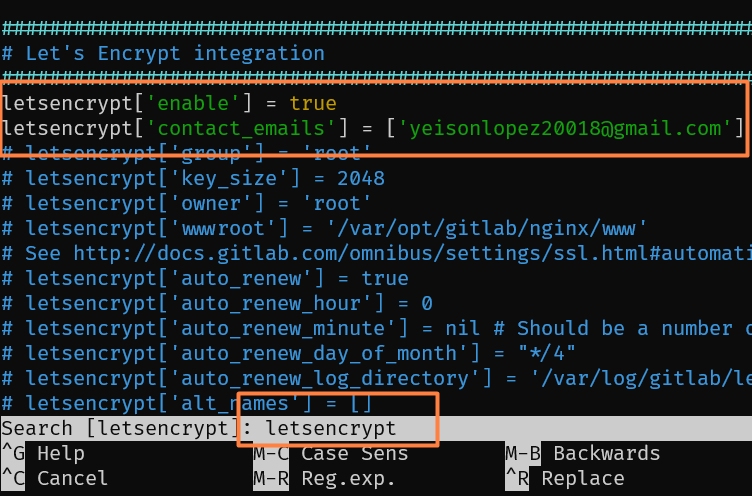 ################################################################
# Let's Encrypt integration
################################################################
letsencrypt['enable'] = true
letsencrypt['contact_emails'] = ['yeisonlopez20018@gmail.com']
# letsencrypt['group'] = 'root'
# letsencrypt['key_size'] = 2048
# letsencrypt['owner'] = 'root'
# letsencrypt['wwwroot'] = '/var/opt/gitlab/nginx/www'
# See http://docs.gitlab.com/omnibus/settings/ssl.html#automati
# letsencrypt['auto_renew'] = true
# letsencrypt['auto_renew_hour'] = 0
# letsencrypt['auto_renew_minute'] = nil # Should be a number o
# letsencrypt['auto_renew_day_of_month'] = "*/4"
# letsencrypt['auto_renew_log_directory'] = '/var/log/gitlab/le
# letsencrypt['alt_names'] = []
Search [letsencrypt]: letsencrypt
^G Help M-C Case Sens M-B Backwards
^C Cancel M-R Reg.exp. ^R Replace